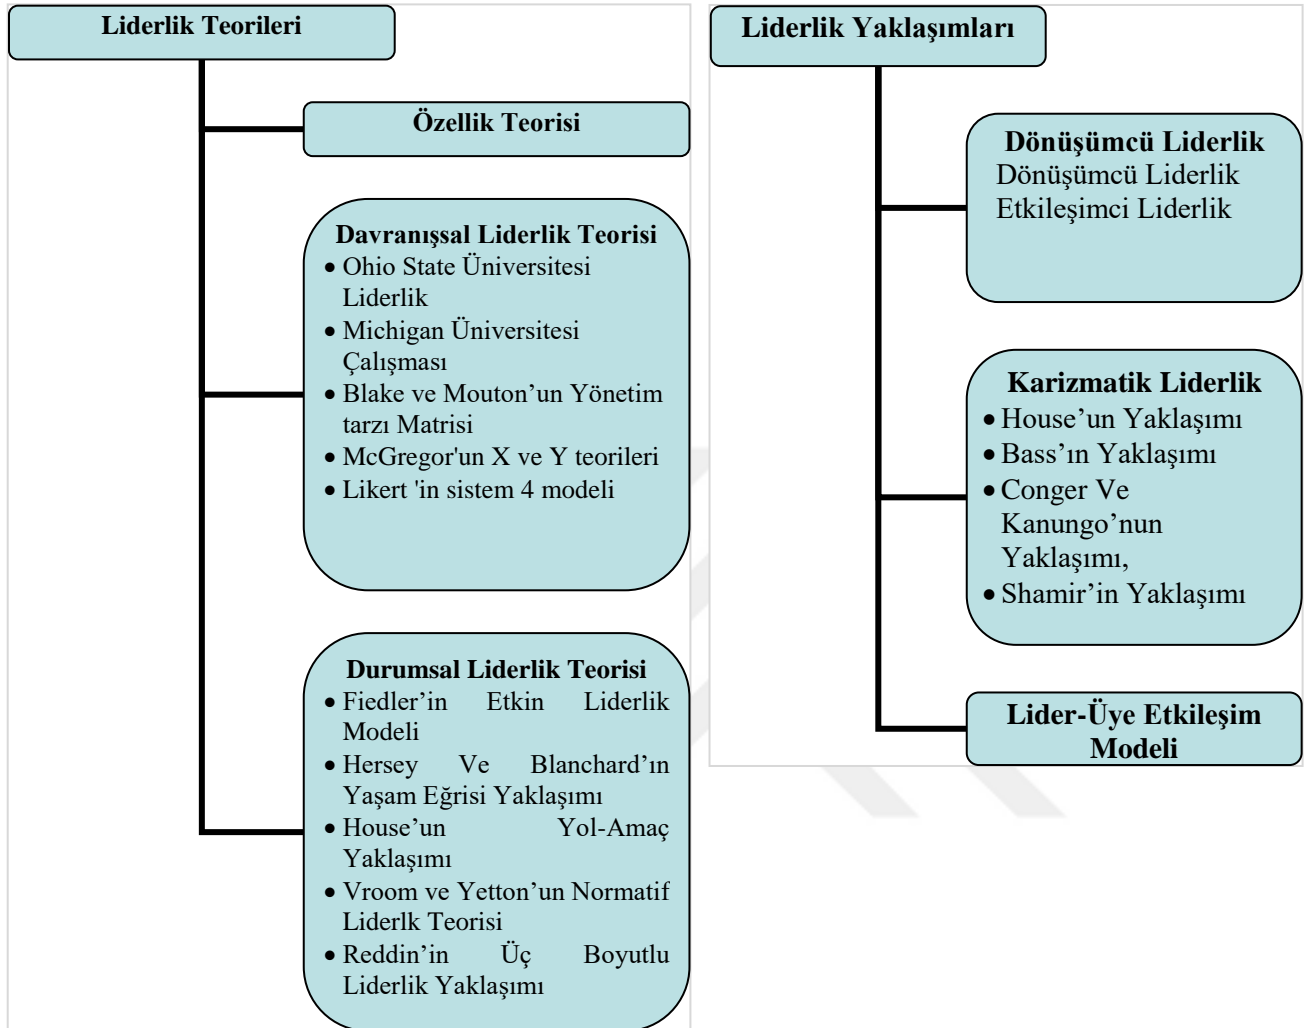 Liderlik Teorileri
Özellik Teorisi
Davranışsal Liderlik Teorisi
• Ohio State Üniversitesi
Liderlik
• Michigan Üniversitesi
Çalışması
• Blake ve Mouton’un Yönetim
tarzı Matrisi
• McGregor'un X ve Y teorileri
• Likert 'in sistem 4 modeli
Durumsal Liderlik Teorisi
• Fiedler’in Etkin Liderlik
Modeli
• Hersey Ve Blanchard’ın
Yaşam Eğrisi Yaklaşımı
• House’un Yol-Amaç
Yaklaşımı
• Vroom ve Yetton’un Normatif
Liderlk Teorisi
• Reddin’in Üç Boyutlu
Liderlik Yaklaşımı
Liderlik Yaklaşımları
Dönüşümcü Liderlik
Dönüşümcü Liderlik
Etkileşimci Liderlik
Karizmatik Liderlik
• House’un Yaklaşımı
• Bass’ın Yaklaşımı
• Conger Ve
Kanungo’nun
Yaklaşımı,
• Shamir’in Yaklaşımı
Lider-Üye Etkileşim
Modeli